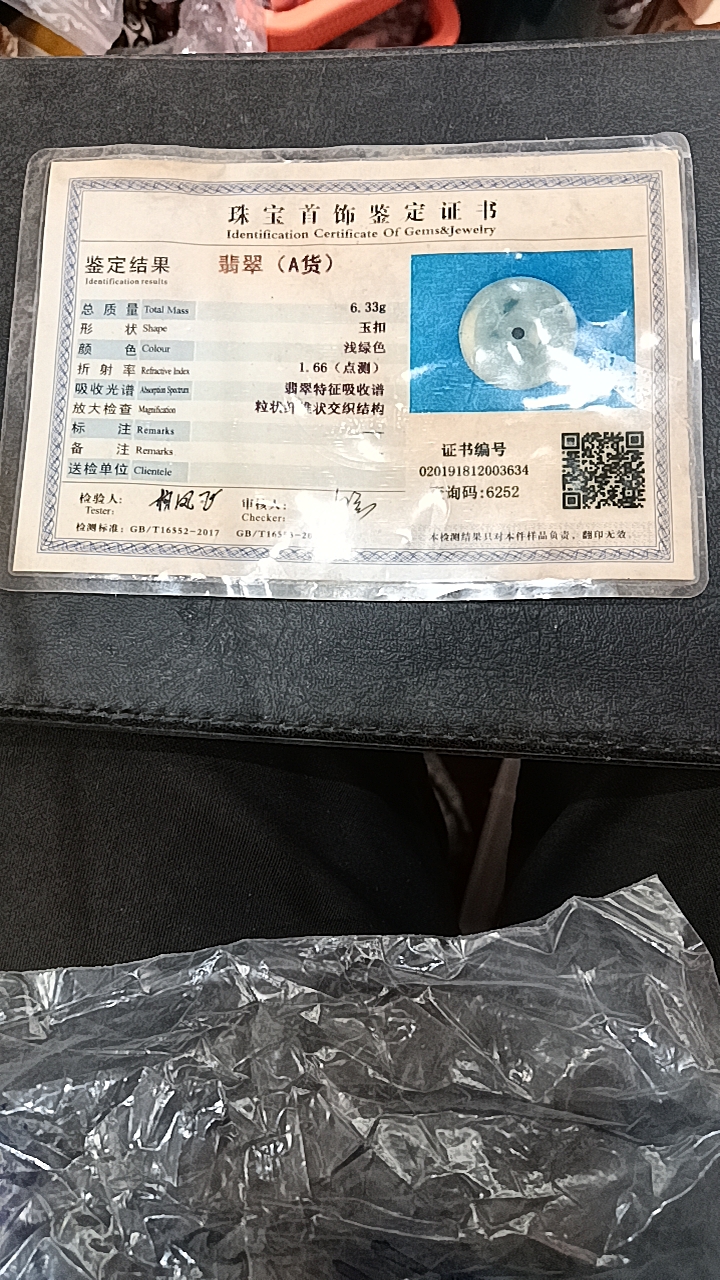 珠宝首饰鉴定证书
Identification Certificate Of Gems&Jewelry
鉴定结果 翡翠（A货）
Identification results
总质量 Total Mass 6.33g
形状 Shape 玉扣
颜色 Colour 浅绿色
折射率 Refractive Index 1.66（点测）
吸收光谱 Absorption Spectrum 翡翠特征吸收谱
放大检查 Magnification 粒状纤维状交织结构
标注 Remarks
备注 Remarks
送检单位 Clientele
证书编号
020191812003634
查询码:6252
检验人:
Tester:
审核人:
Checker:
检测标准: GB/T16552-2017 GB/T16553-20
本检测结果只对本件样品负责，翻印无效。